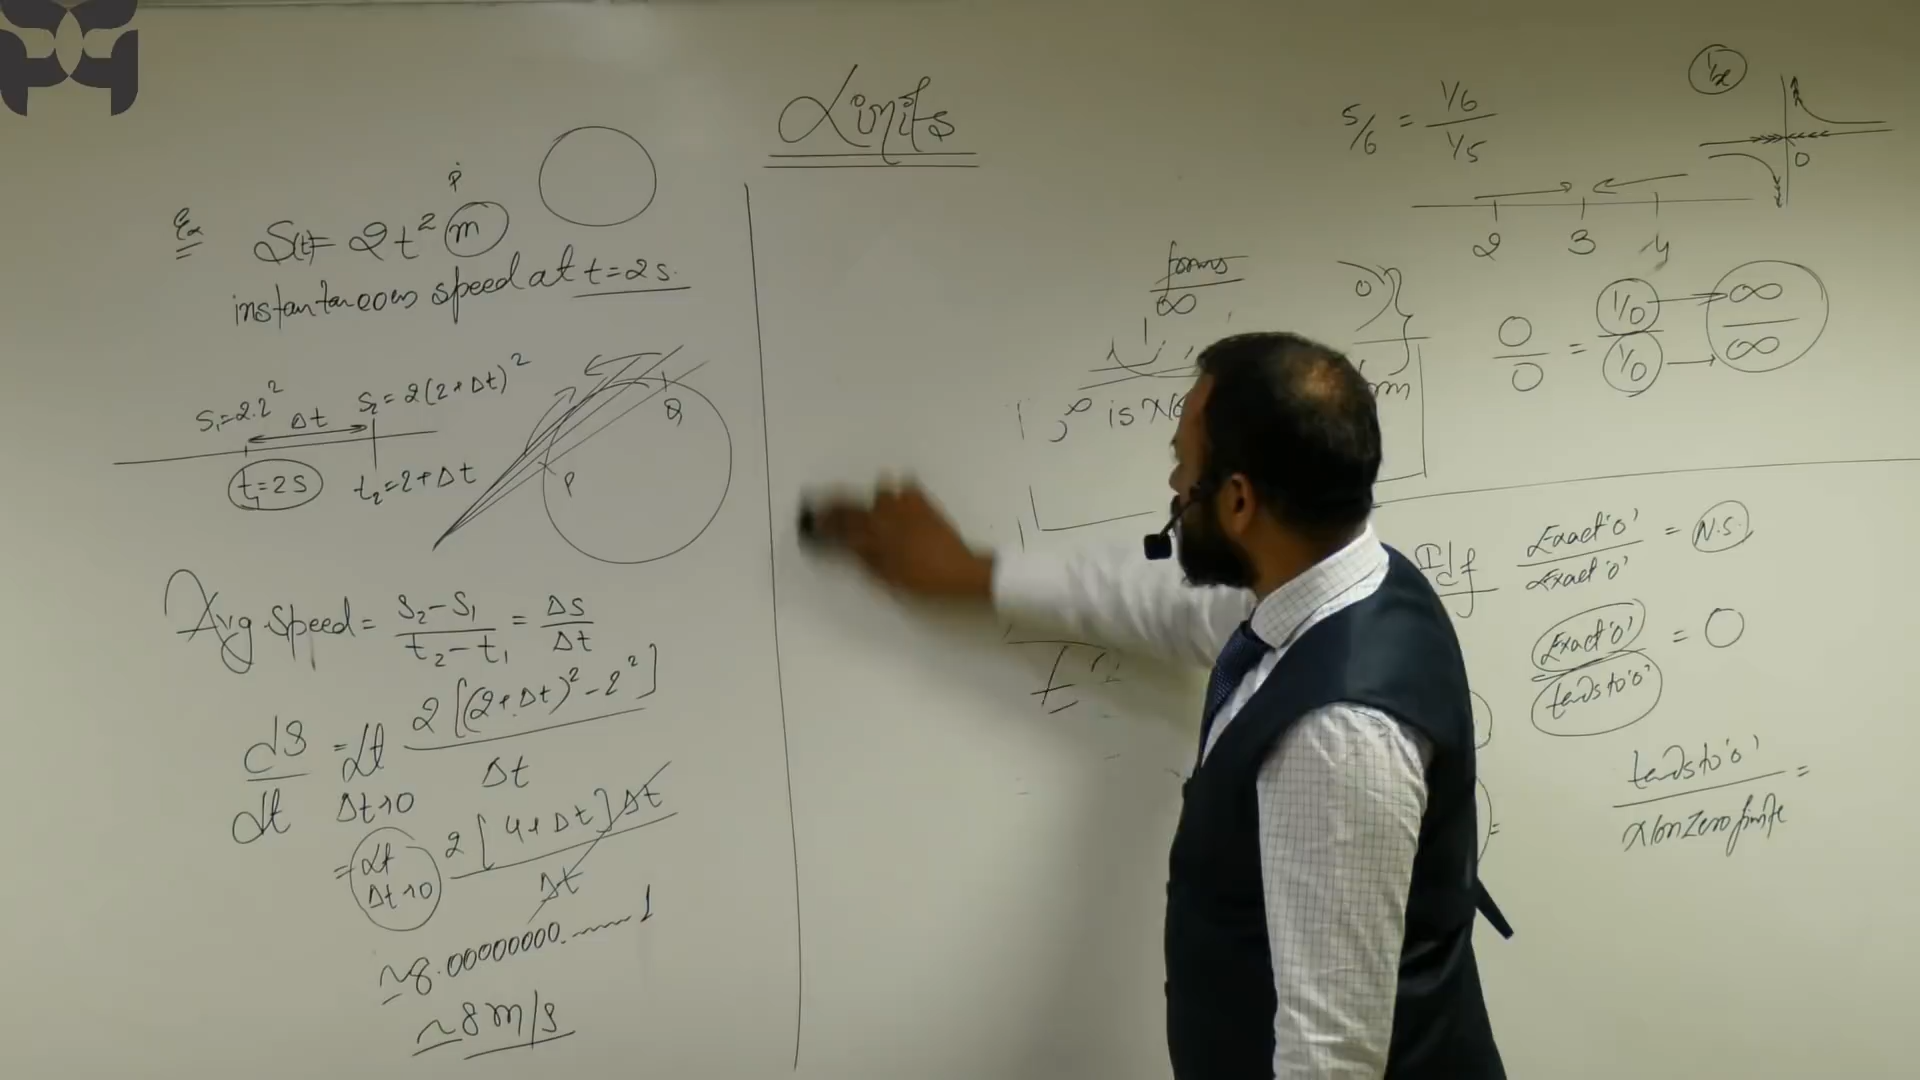 Limits
Ex S(t)= 2t² m
P
instantaneous speed at t=2s.
S₁=2.2² Δt S₂=2(2+Δt)²
t₁=2s t₂=2+Δt
P
Q
Avg Speed = S₂-S₁ / t₂-t₁ = Δs / Δt
ds/dt = Lt Δt→0 2[(2+Δt)²-2²] / Δt
= Lt Δt→0 2[4+Δt]Δt / Δt
~8.00000000.......1
~8m/s
5/6 = 1/6 / 1/5
1/x
0
2 3 4
forms
∞
0/0 = 1/0 / 1/0 → ∞ / ∞
∞ is
Idf Exact '0' / Exact '0' = N.S.
Exact '0' / tends to '0' = 0
tends to '0' / Non zero finite =
=